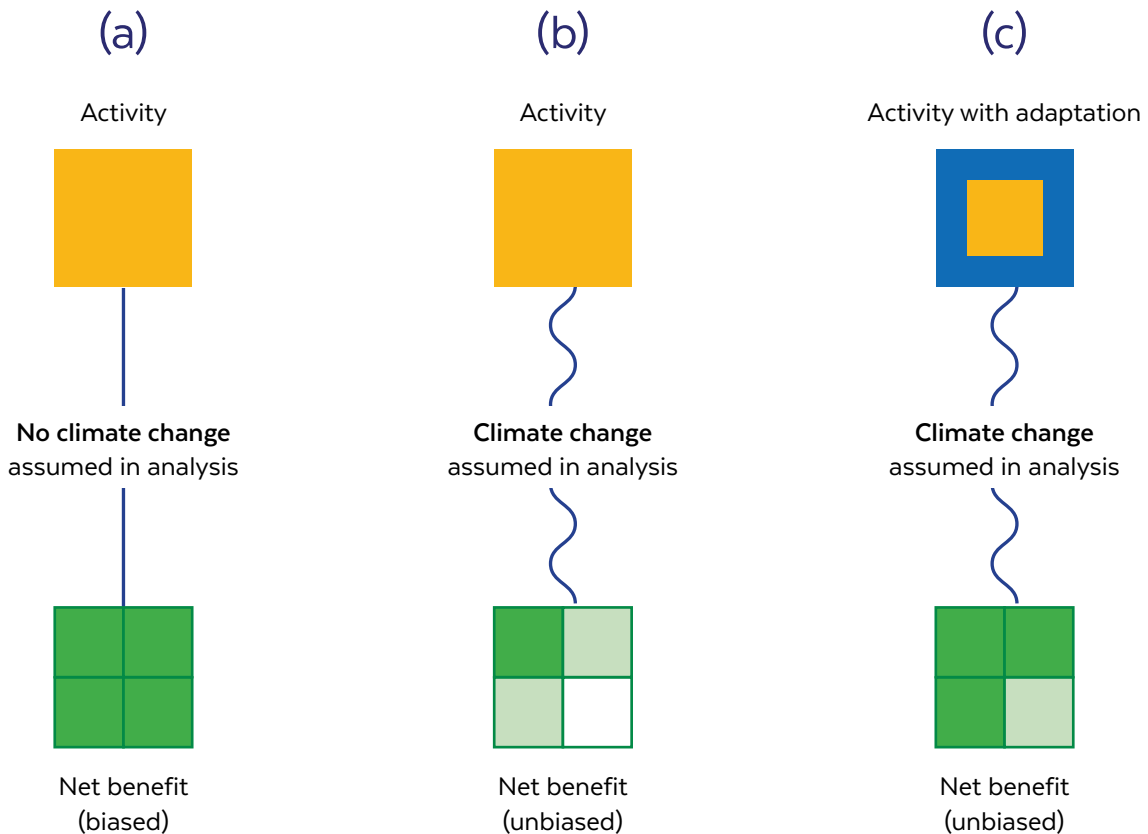 (a)
Activity
No climate change
assumed in analysis
Net benefit
(biased)
(b)
Activity
Climate change
assumed in analysis
Net benefit
(unbiased)
(c)
Activity with adaptation
Climate change
assumed in analysis
Net benefit
(unbiased)